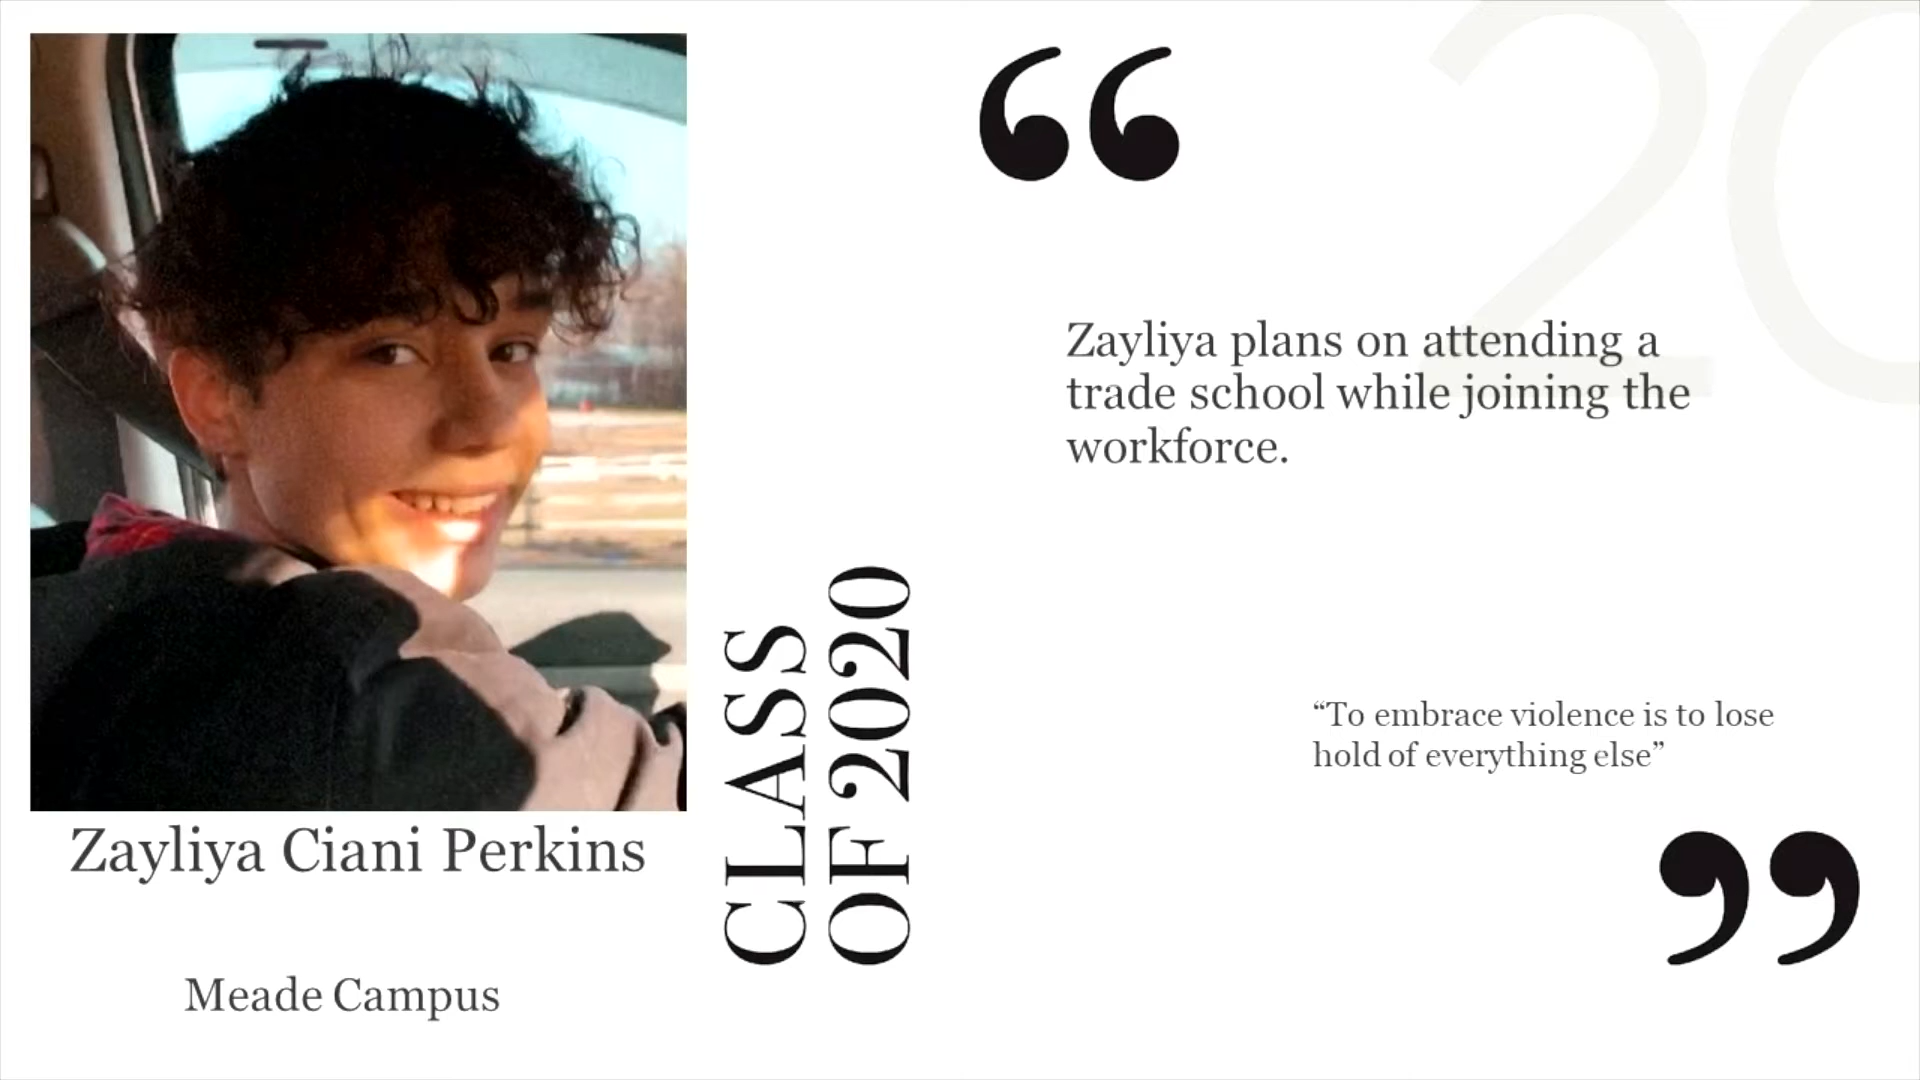 Zayliya Ciani Perkins
Meade Campus
CLASS
OF 2020
20
“
Zayliya plans on attending a
trade school while joining the
workforce.
“To embrace violence is to lose
hold of everything else”
”